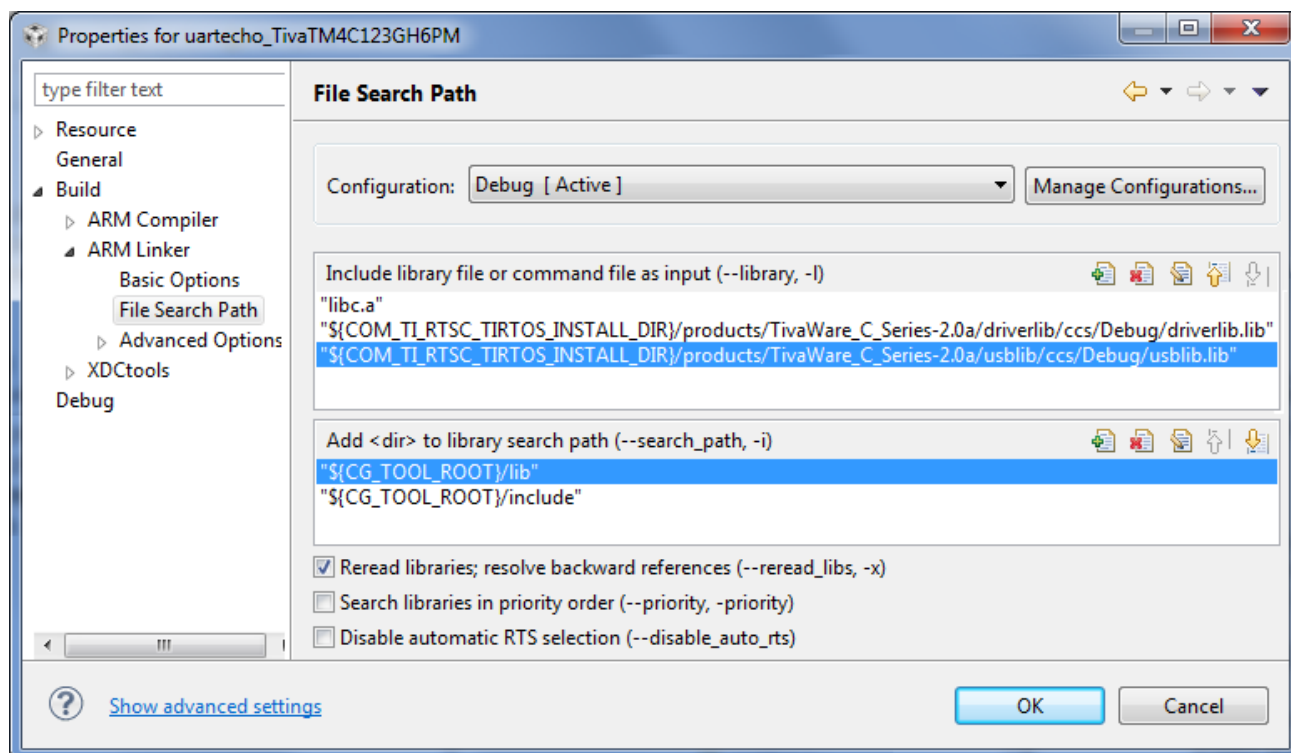 Properties for uartecho_TivaTM4C123GH6PM
type filter text
Resource
General
Build
ARM Compiler
ARM Linker
Basic Options
File Search Path
Advanced Options
XDCtools
Debug
File Search Path
Configuration: Debug [ Active ] Manage Configurations...
Include library file or command file as input (--library, -l)
"libc.a"
"${COM_TI_RTSC_TIRTOS_INSTALL_DIR}/products/TivaWare_C_Series-2.0a/driverlib/ccs/Debug/driverlib.lib"
"${COM_TI_RTSC_TIRTOS_INSTALL_DIR}/products/TivaWare_C_Series-2.0a/usblib/ccs/Debug/usblib.lib"
Add <dir> to library search path (--search_path, -i)
"${CG_TOOL_ROOT}/lib"
"${CG_TOOL_ROOT}/include"
Reread libraries; resolve backward references (--reread_libs, -x)
Search libraries in priority order (--priority, -priority)
Disable automatic RTS selection (--disable_auto_rts)
Show advanced settings
OK Cancel